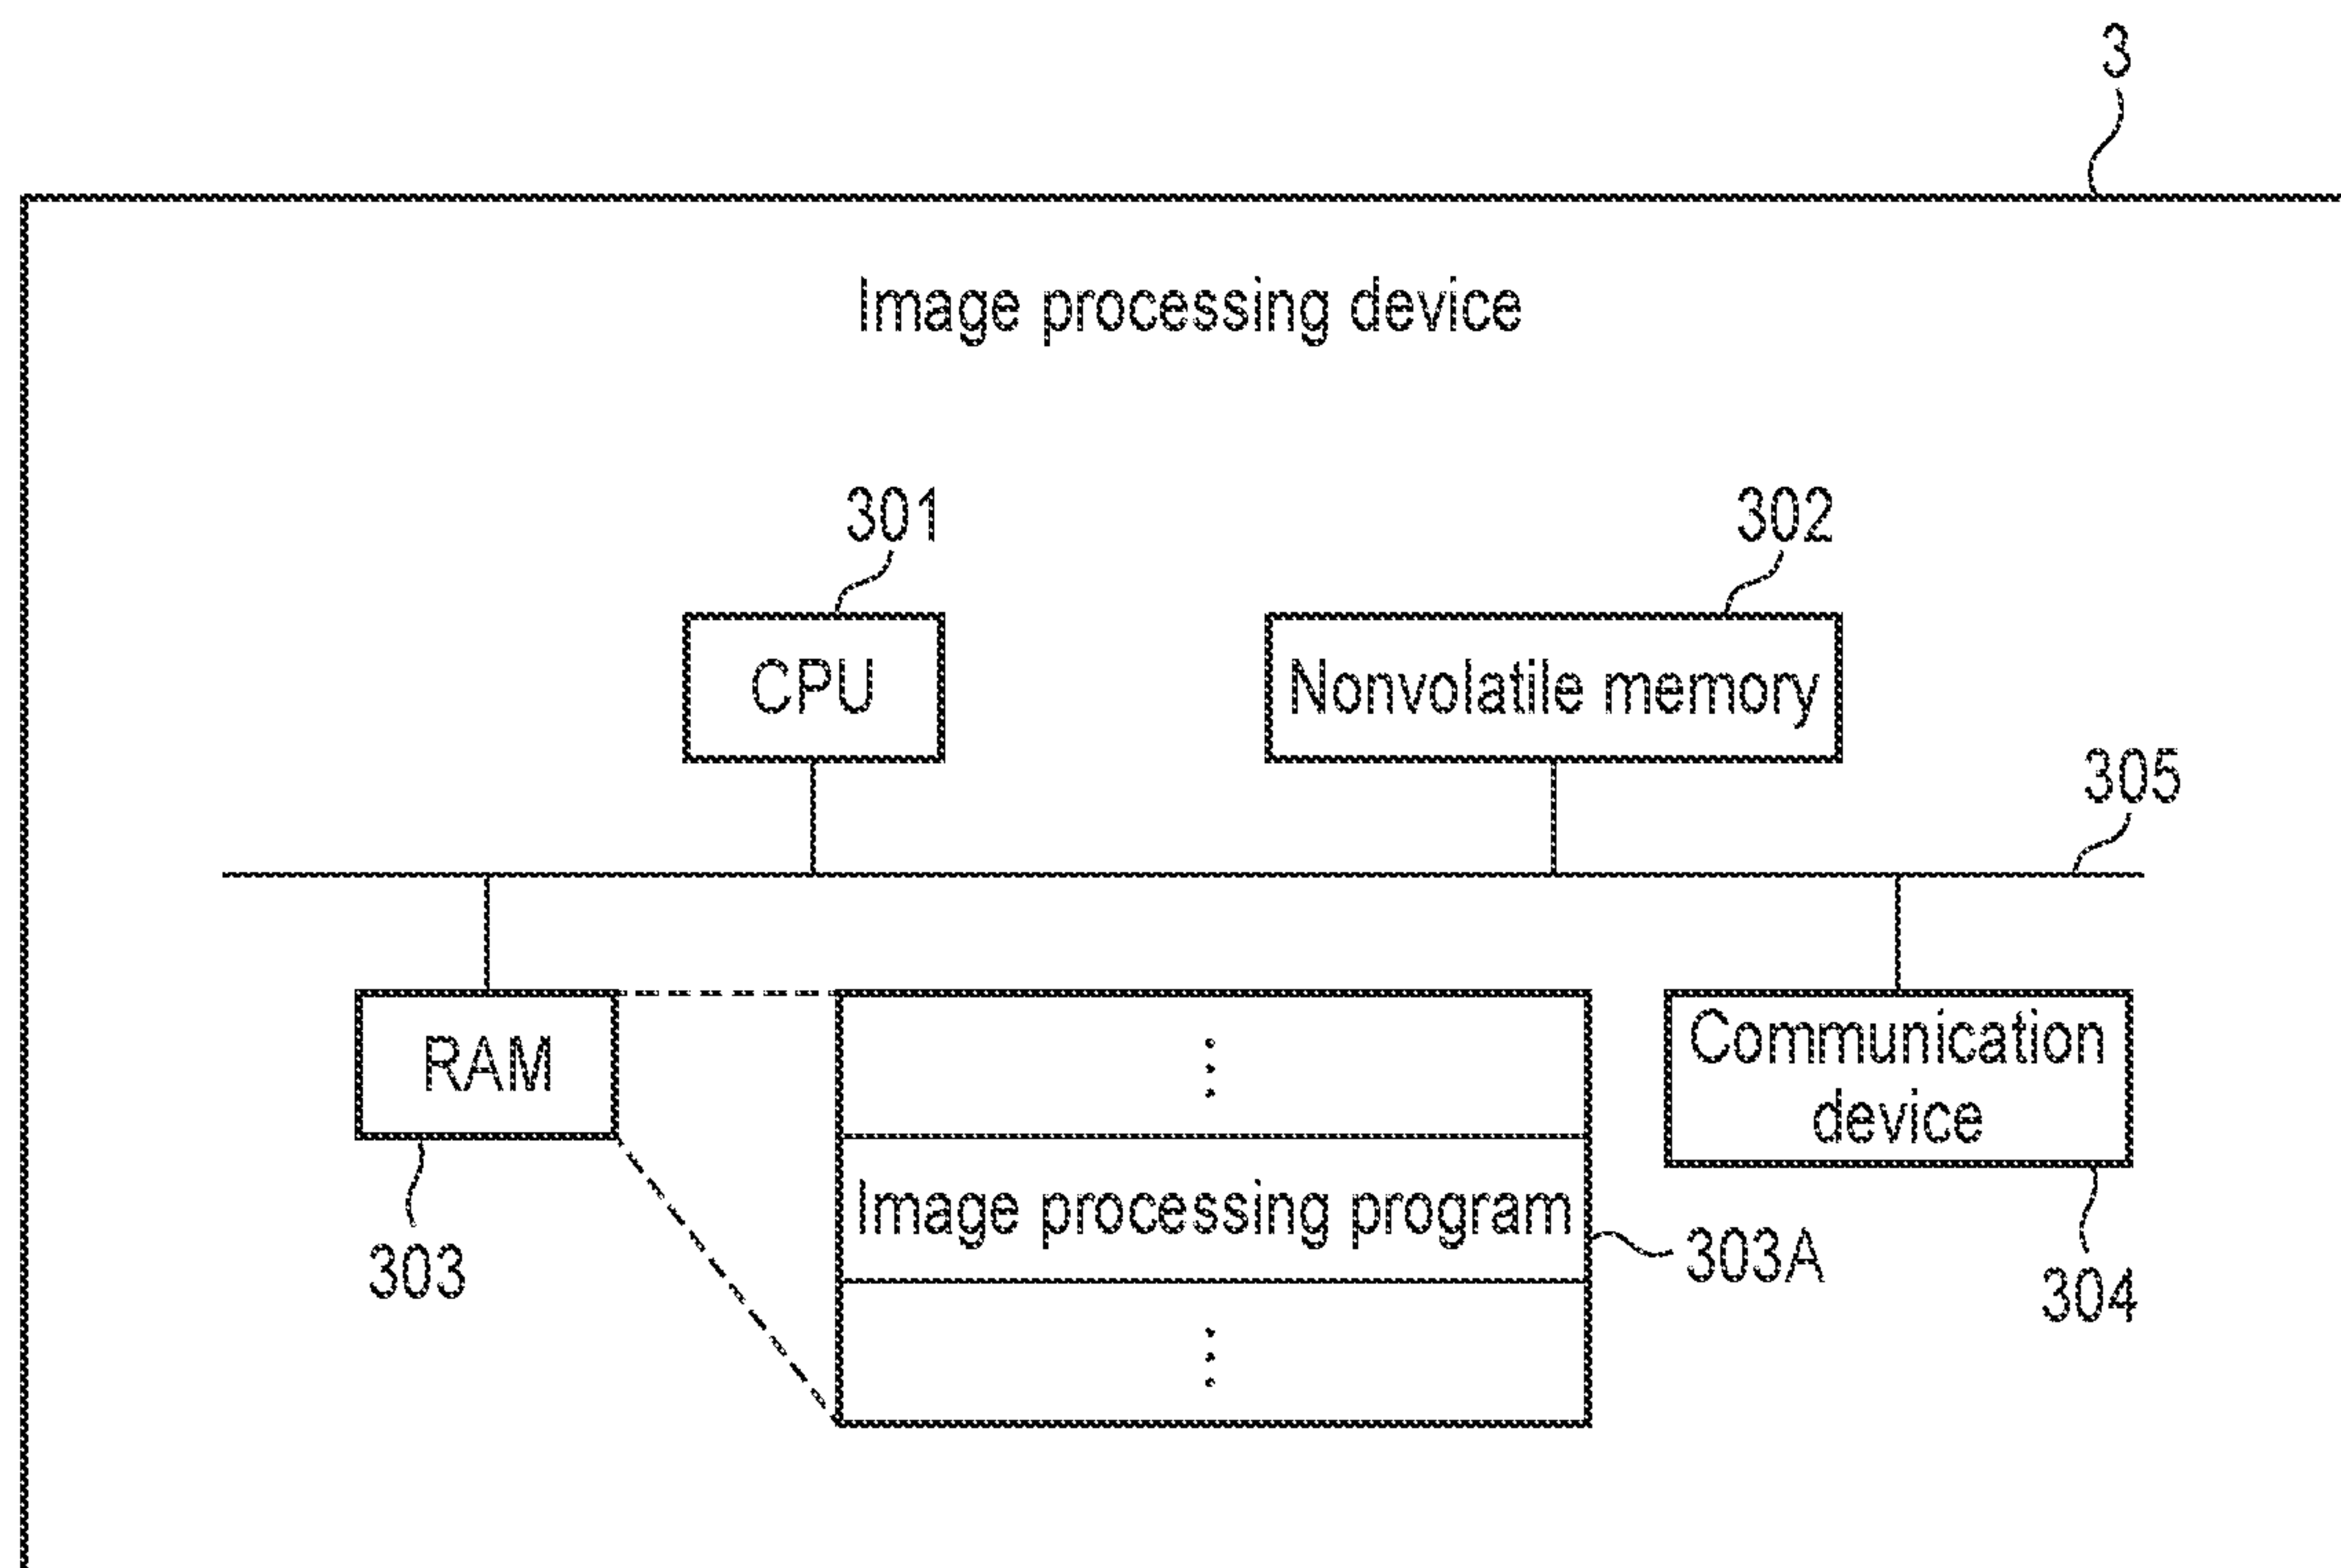 3
Image processing device
301
302
CPU
Nonvolatile memory
305
RAM
Communication
device
Image processing program
303
303A
304